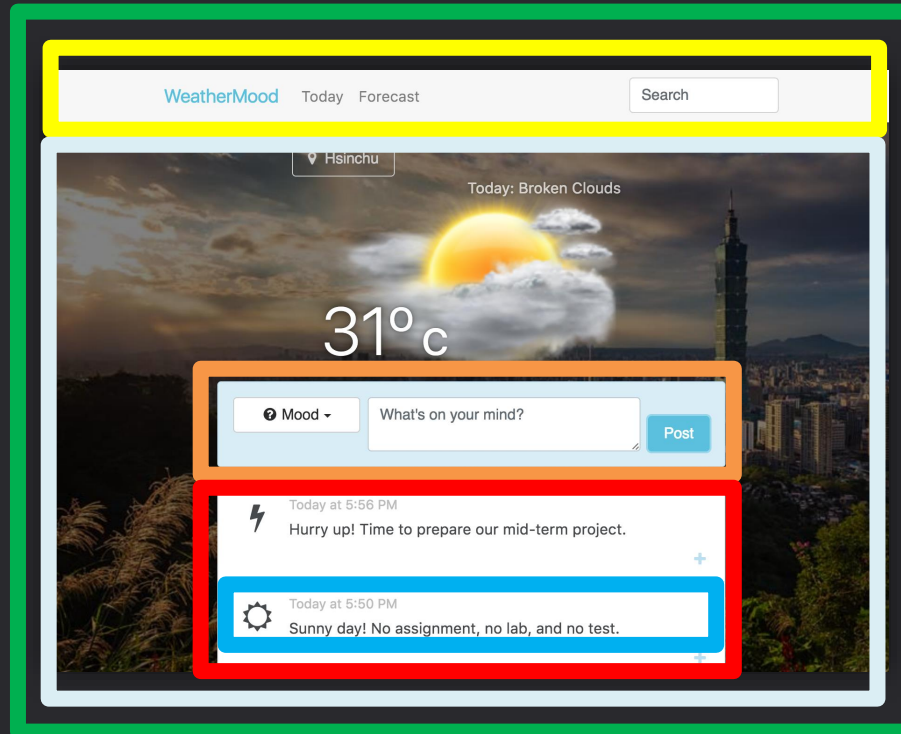 WeatherMood Today Forecast Search
Hsinchu
Today: Broken Clouds
31º c
Mood What's on your mind? Post
Today at 5:56 PM
Hurry up! Time to prepare our mid-term project.
Today at 5:50 PM
Sunny day! No assignment, no lab, and no test.